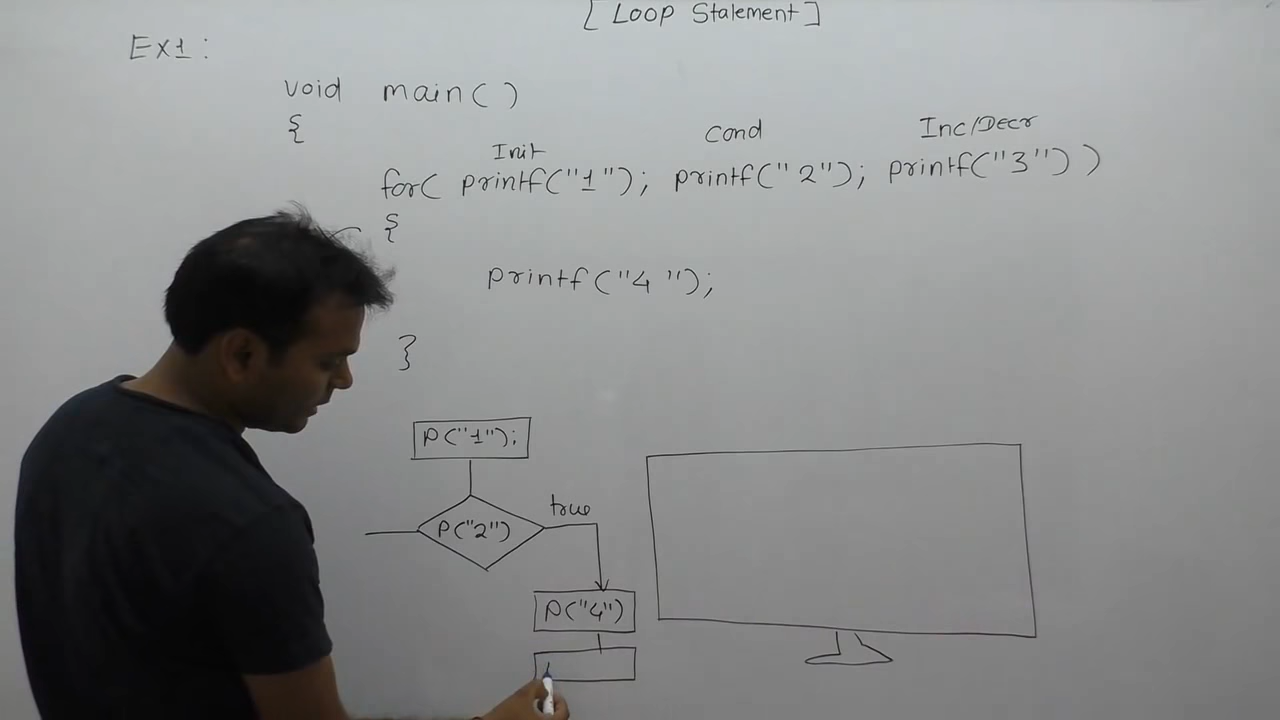 [ Loop Stalement ]
Ex1:
void main( )
{
Init Cond Inc/Decr
for( printf("1"); printf(" 2"); printf("3") )
{
printf("4 ");
}
P("1");
true
P("2")
P("4")